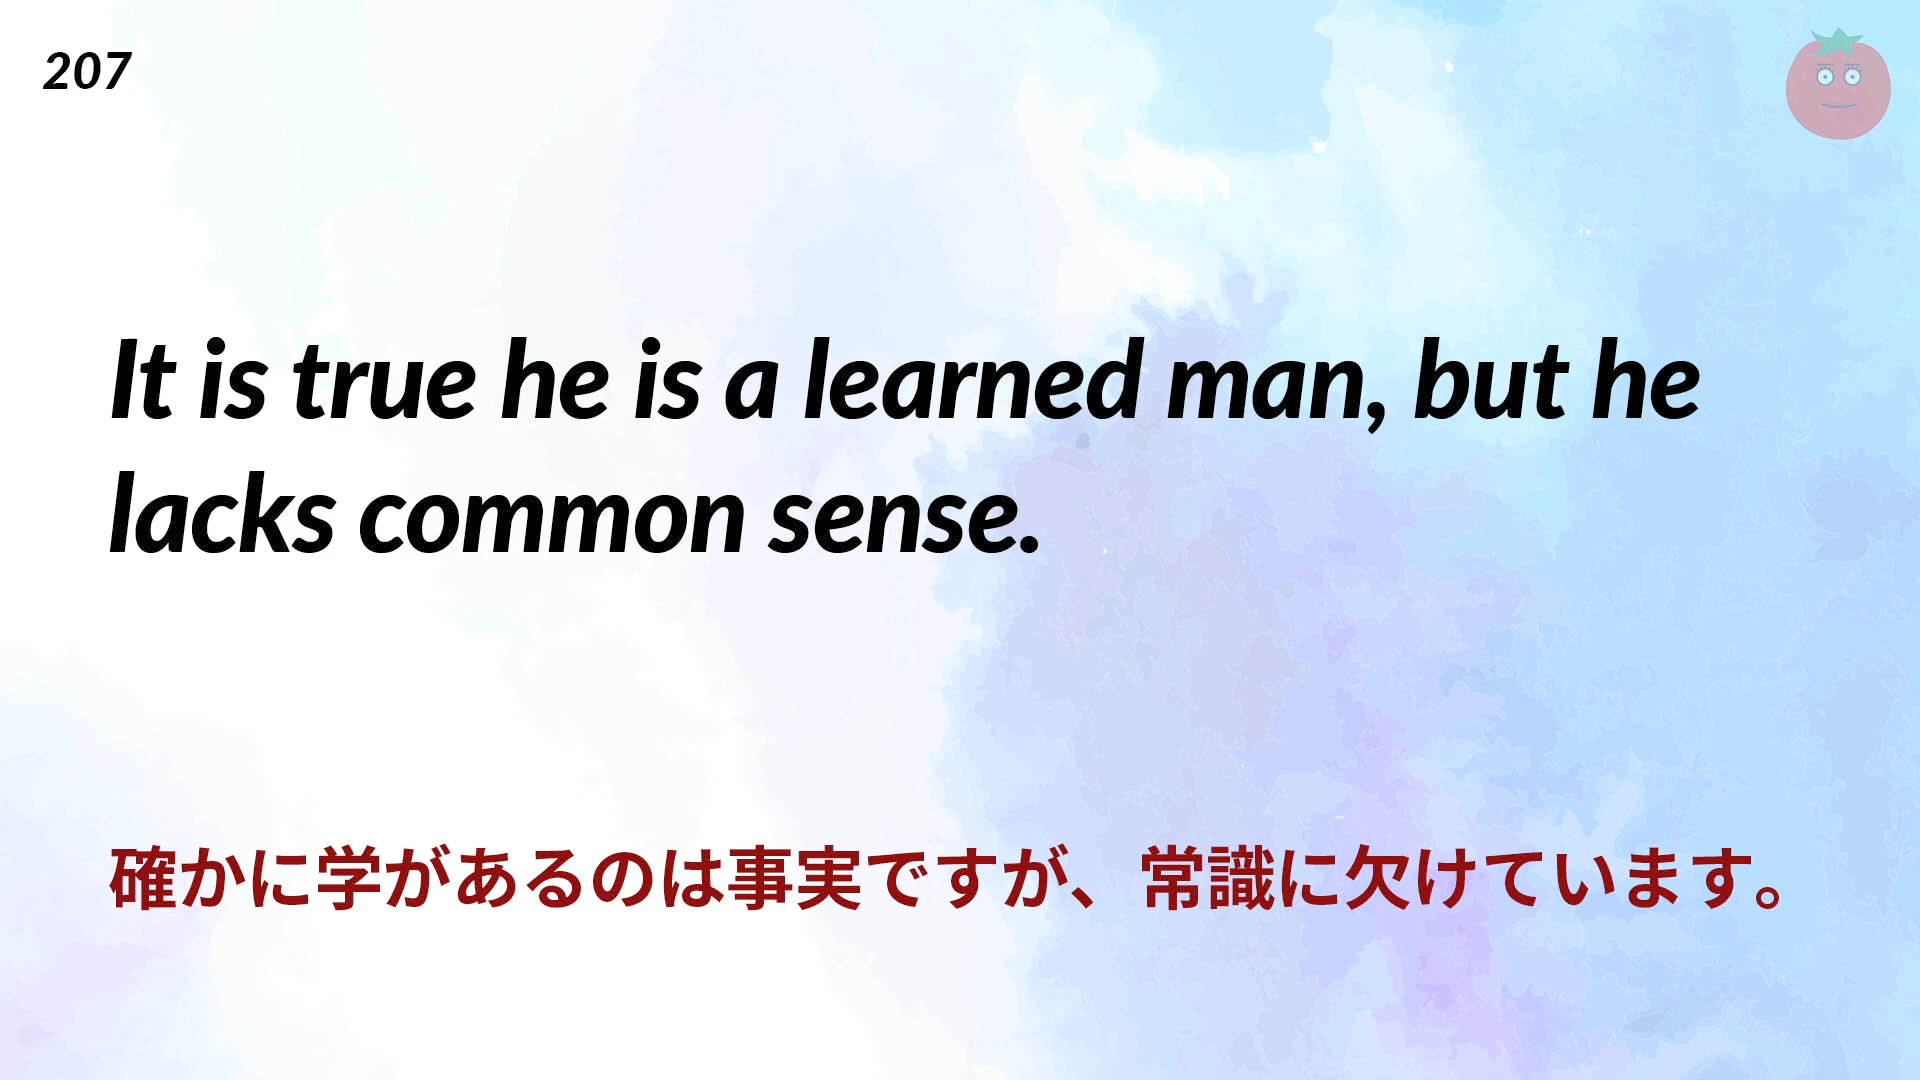 207
It is true he is a learned man, but he
lacks common sense.
確かに学があるのは事実ですが、常識に欠けています。